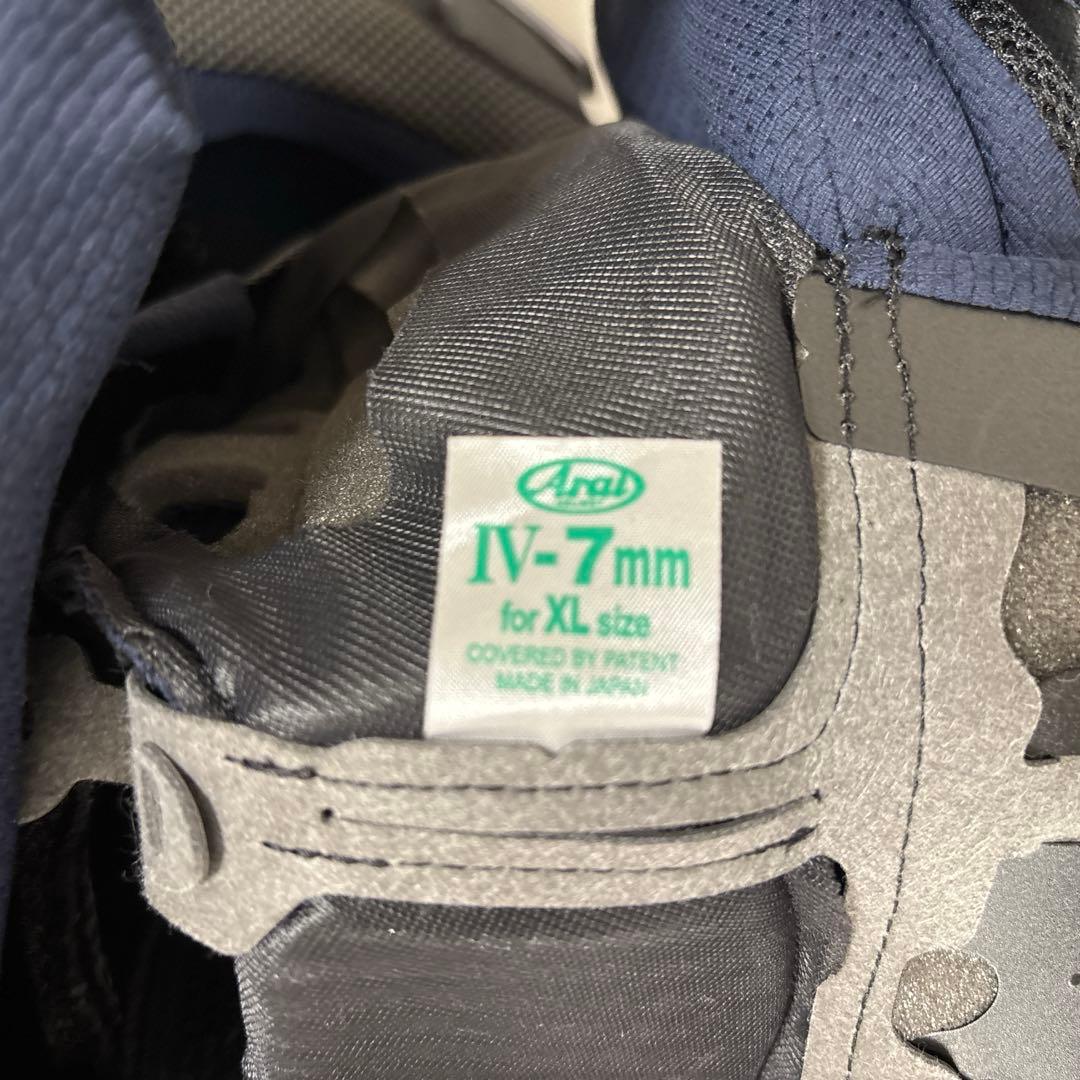 Arai
IV-7mm
for XL size
COVERED BY PATENT
MADE IN JAPAN